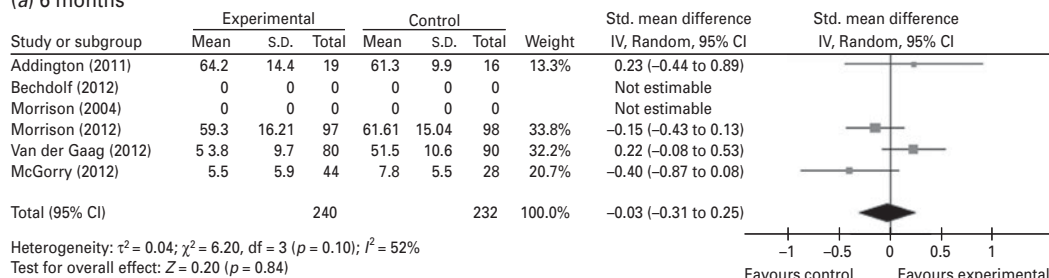 (a) 6 months
Experimental Control Std. mean difference Std. mean difference
Study or subgroup Mean S.D. Total Mean S.D. Total Weight IV, Random, 95% CI IV, Random, 95% CI
Addington (2011) 64.2 14.4 19 61.3 9.9 16 13.3% 0.23 (–0.44 to 0.89)
Bechdolf (2012) 0 0 0 0 0 0 Not estimable
Morrison (2004) 0 0 0 0 0 0 Not estimable
Morrison (2012) 59.3 16.21 97 61.61 15.04 98 33.8% –0.15 (–0.43 to 0.13)
Van der Gaag (2012) 5 3.8 9.7 80 51.5 10.6 90 32.2% 0.22 (–0.08 to 0.53)
McGorry (2012) 5.5 5.9 44 7.8 5.5 28 20.7% –0.40 (–0.87 to 0.08)
Total (95% CI) 240 232 100.0% –0.03 (–0.31 to 0.25)
Heterogeneity: τ² = 0.04; χ² = 6.20, df = 3 (p = 0.10); I² = 52%
Test for overall effect: Z = 0.20 (p = 0.84)
–1 –0.5 0 0.5 1
Favours control Favours experimental